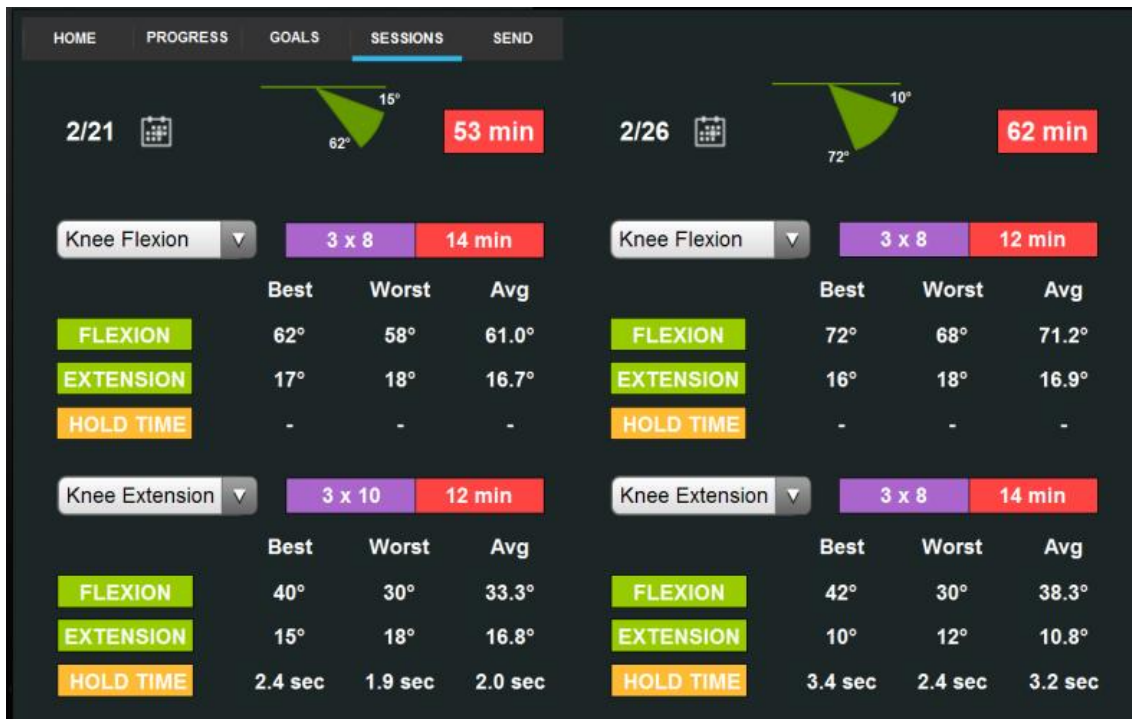 HOME PROGRESS GOALS SESSIONS SEND
2/21
15°
62°
53 min
Knee Flexion 3 x 8 14 min
Best Worst Avg
FLEXION 62° 58° 61.0°
EXTENSION 17° 18° 16.7°
HOLD TIME - - -
Knee Extension 3 x 10 12 min
Best Worst Avg
FLEXION 40° 30° 33.3°
EXTENSION 15° 18° 16.8°
HOLD TIME 2.4 sec 1.9 sec 2.0 sec
2/26
10°
72°
62 min
Knee Flexion 3 x 8 12 min
Best Worst Avg
FLEXION 72° 68° 71.2°
EXTENSION 16° 18° 16.9°
HOLD TIME - - -
Knee Extension 3 x 8 14 min
Best Worst Avg
FLEXION 42° 30° 38.3°
EXTENSION 10° 12° 10.8°
HOLD TIME 3.4 sec 2.4 sec 3.2 sec